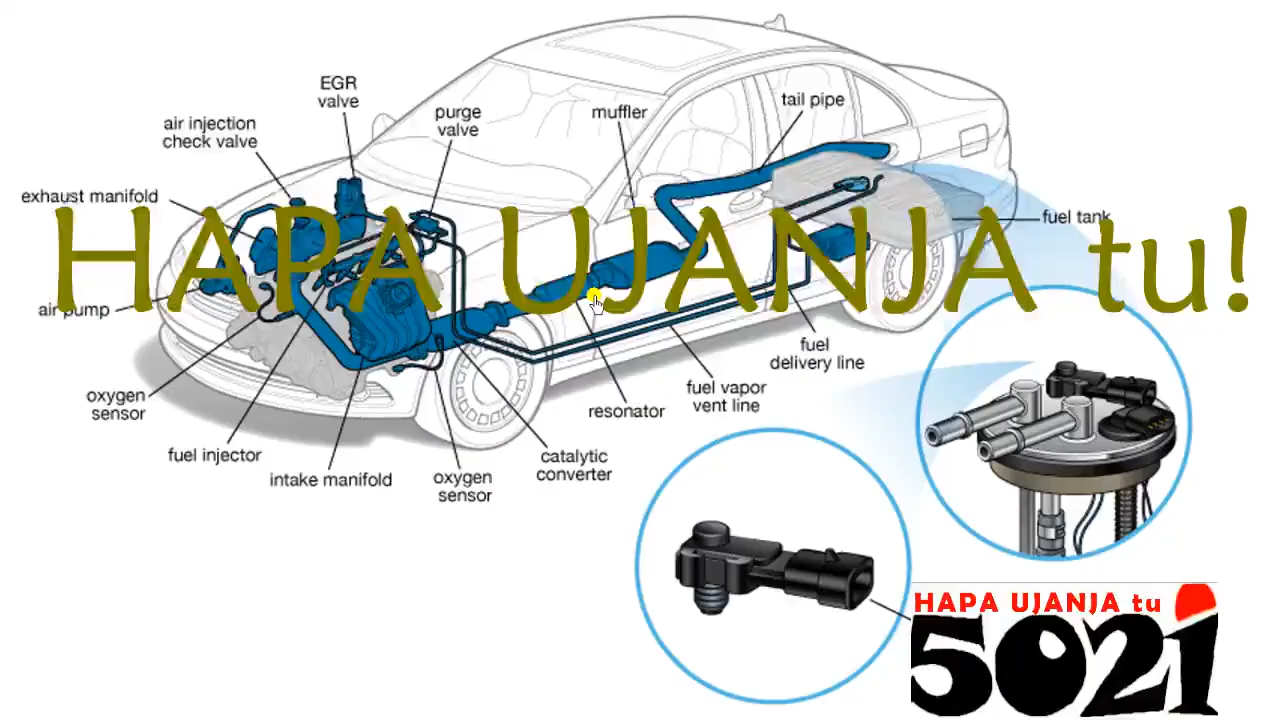 EGR
valve
air injection
check valve
purge
valve
muffler
tail pipe
exhaust manifold
fuel tank
HAPA UJANJA tu!
air pump
oxygen
sensor
fuel injector
intake manifold
oxygen
sensor
catalytic
converter
resonator
fuel vapor
vent line
fuel
delivery line
HAPA UJANJA tu
5021